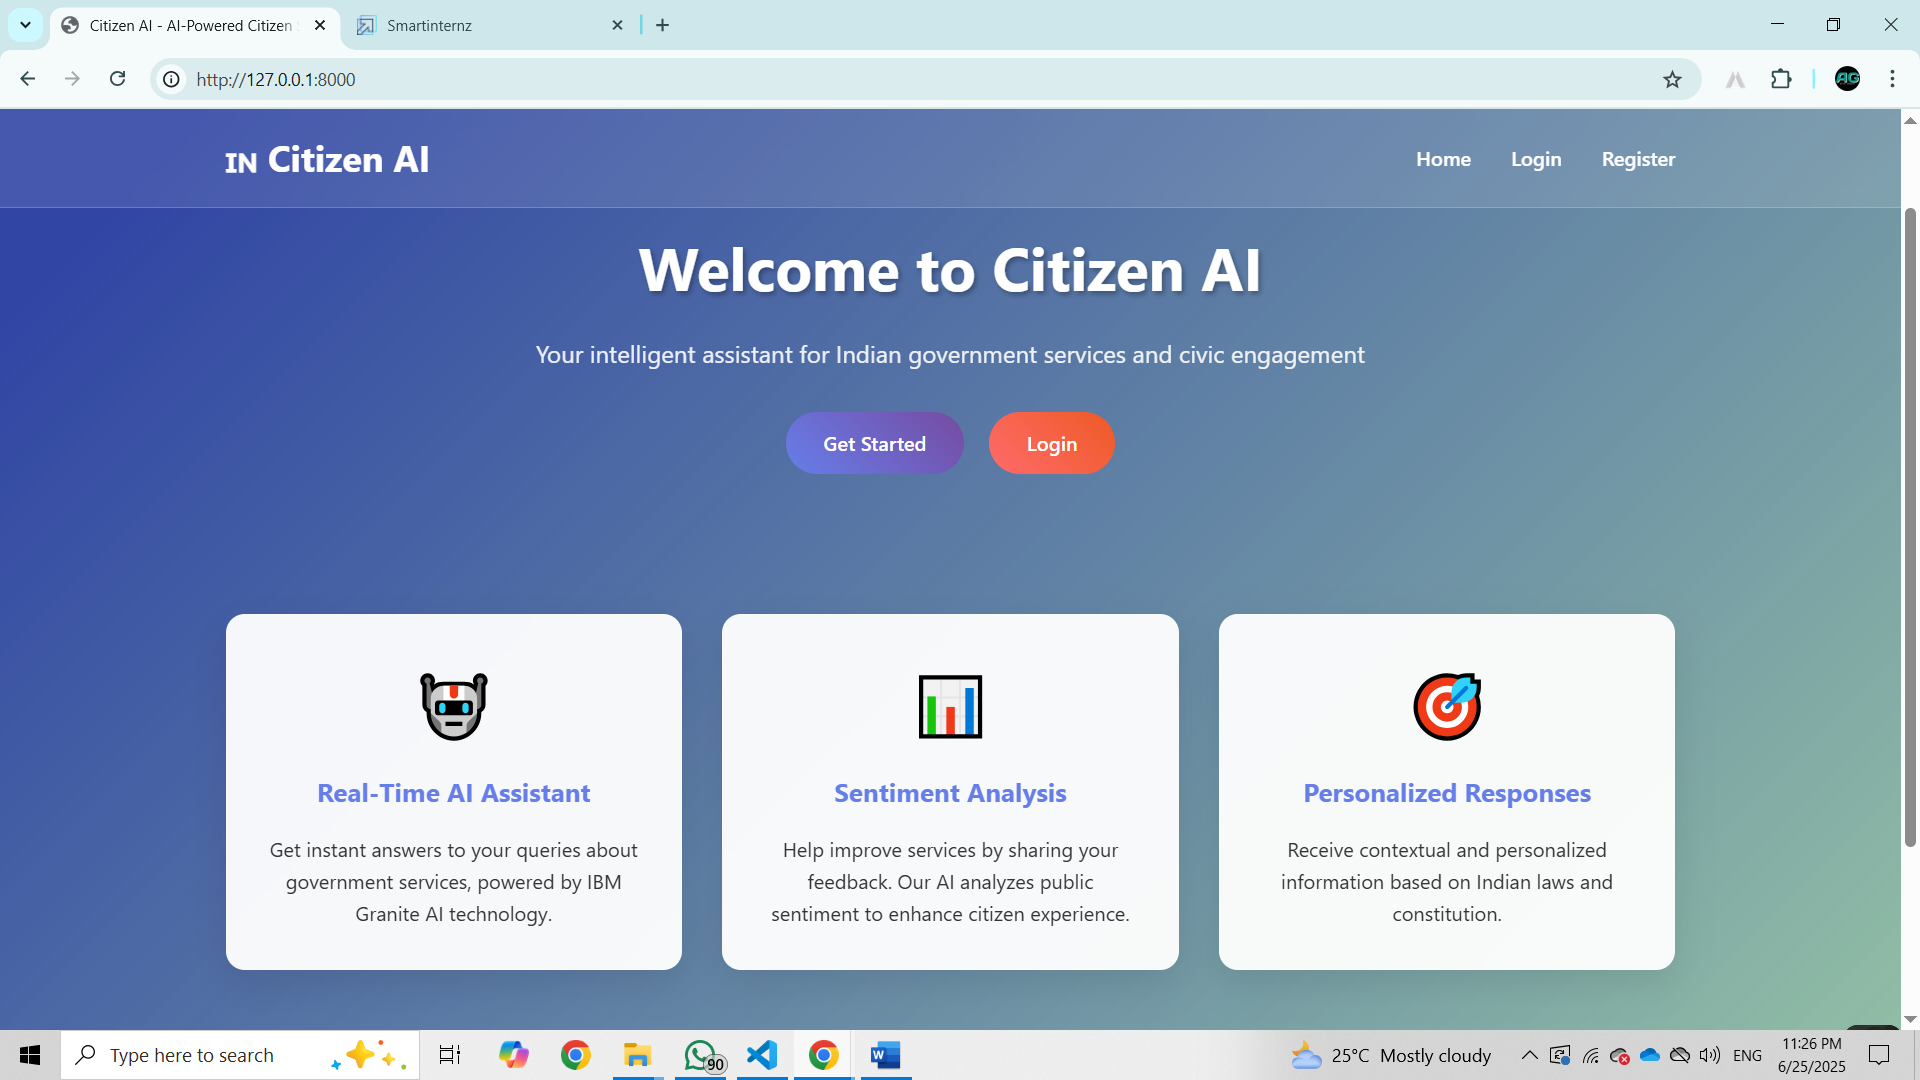 Citizen AI - AI-Powered Citizen
Smartinternz
http://127.0.0.1:8000
AG
IN Citizen AI
Home
Login
Register
Welcome to Citizen AI
Your intelligent assistant for Indian government services and civic engagement
Get Started
Login
Real-Time AI Assistant
Get instant answers to your queries about
government services, powered by IBM
Granite AI technology.
Sentiment Analysis
Help improve services by sharing your
feedback. Our AI analyzes public
sentiment to enhance citizen experience.
Personalized Responses
Receive contextual and personalized
information based on Indian laws and
constitution.
Type here to search
90
W
25°C Mostly cloudy
ENG
11:26 PM
6/25/2025